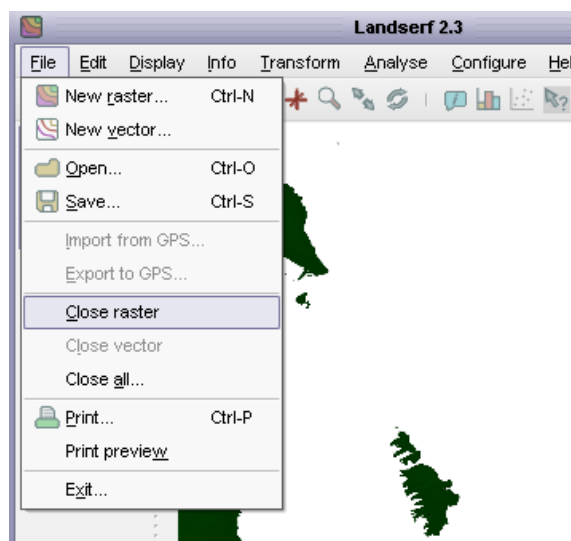 Landserf 2.3
File Edit Display Info Transform Analyse Configure Hel
New raster... Ctrl-N
New vector...
Open... Ctrl-O
Save... Ctrl-S
Import from GPS...
Export to GPS...
Close raster
Close vector
Close all...
Print... Ctrl-P
Print preview
Exit...